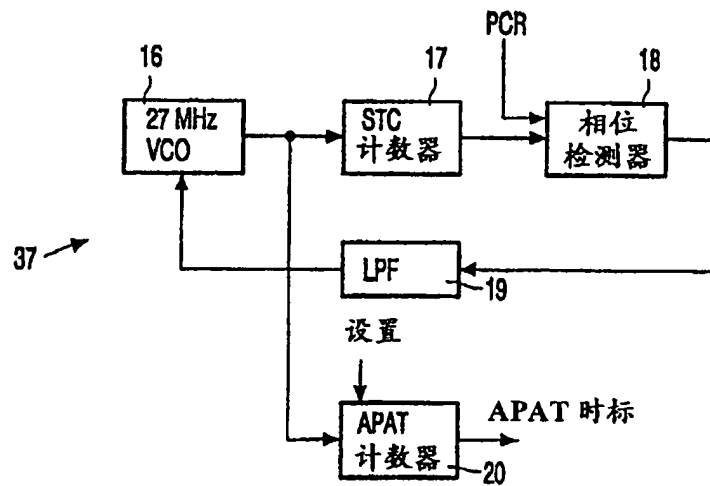 PCR
16
17
18
27 MHz
VCO
STC
计数器
相位
检测器
37
LPF
19
设置
APAT
计数器
APAT 时标
20